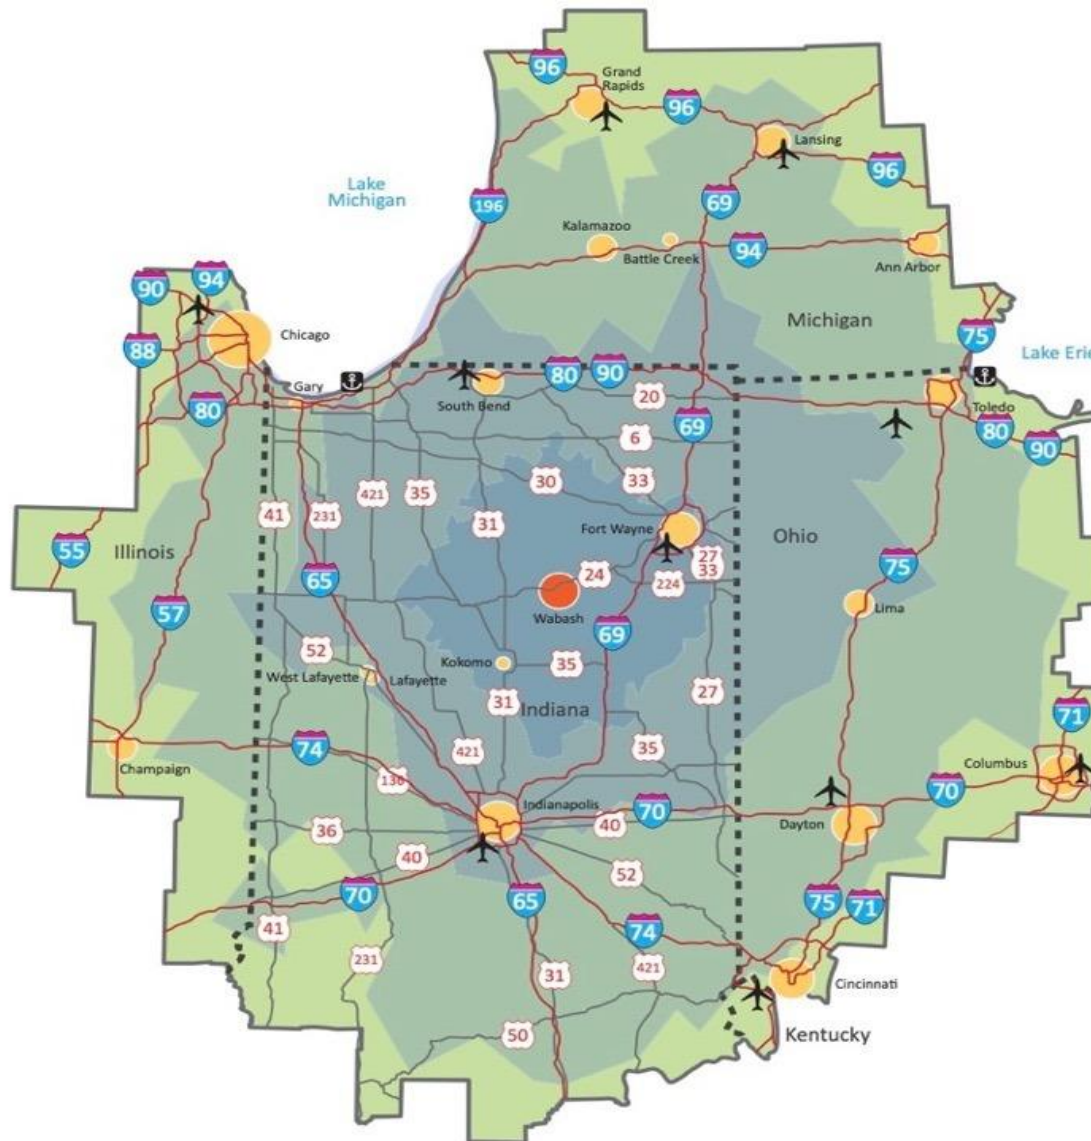 96
Grand
Rapids
96
Lansing
96
Lake
Michigan
196
69
Kalamazoo
Battle Creek
94
Ann Arbor
94
90
Michigan
75
Chicago
88
Lake Erie
Gary
80
90
South Bend
20
80
Toledo
69
80
90
6
33
30
421
35
41
231
31
Fort Wayne
Ohio
55
Illinois
27
33
24
224
75
65
57
Wabash
Lima
69
52
Kokomo
35
West Lafayette
Lafayette
31
Indiana
27
71
74
421
35
Champaign
Columbus
136
70
Indianapolis
70
36
40
Dayton
40
52
70
65
75
71
41
74
231
31
421
Cincinnati
50
Kentucky